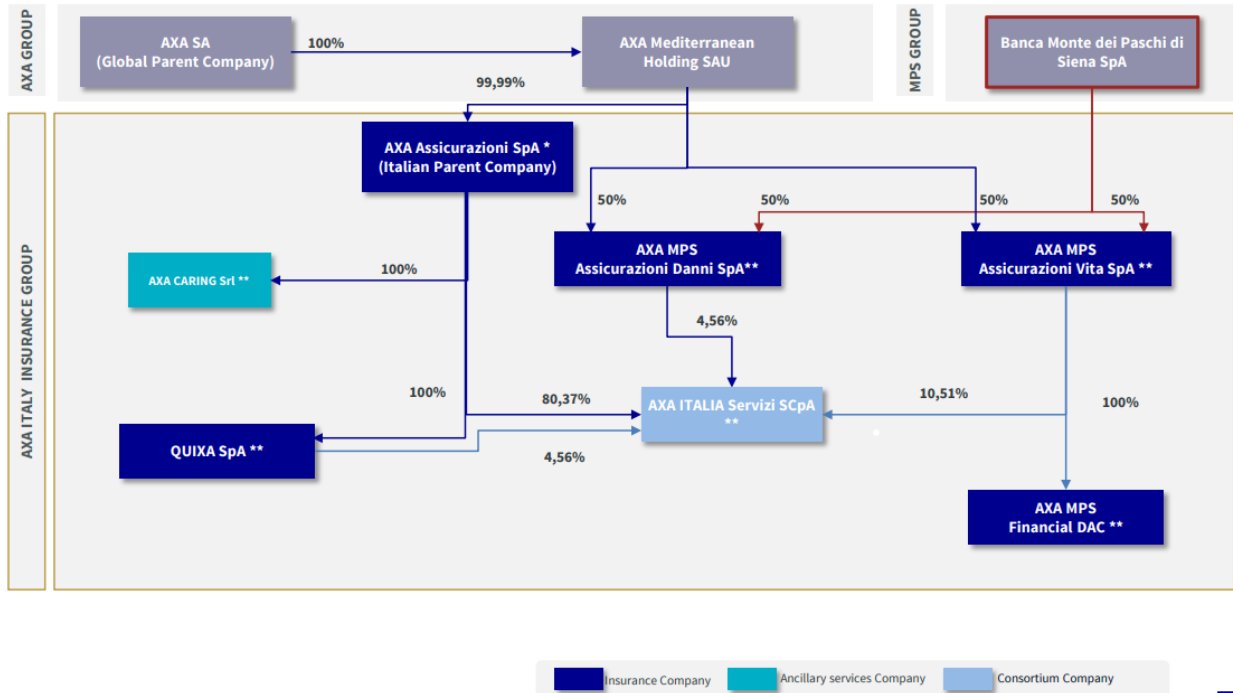 AXA GROUP
AXA SA
(Global Parent Company)
100%
AXA Mediterranean
Holding SAU
MPS GROUP
Banca Monte dei Paschi di
Siena SpA
99,99%
AXA ITALY INSURANCE GROUP
AXA Assicurazioni SpA *
(Italian Parent Company)
50%
50%
50%
50%
AXA MPS
Assicurazioni Danni SpA**
AXA MPS
Assicurazioni Vita SpA **
AXA CARING Srl **
100%
4,56%
100%
80,37%
AXA ITALIA Servizi SCpA
**
10,51%
100%
QUIXA SpA **
4,56%
AXA MPS
Financial DAC **
Insurance Company
Ancillary services Company
Consortium Company